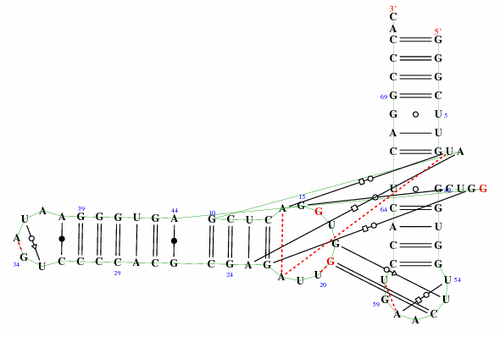 3'
C
A 5'
C G
C G
C G
69 G C
G U 5
A U
C G U A
U G C U G G
39 44 10 15 64
U A A G G G U G A G C U C A G G C G
U A U
A G C G
G U C C C C A C G C G A G G C G
34 29 24 A U U 20 U U 54
59 G U
A A C